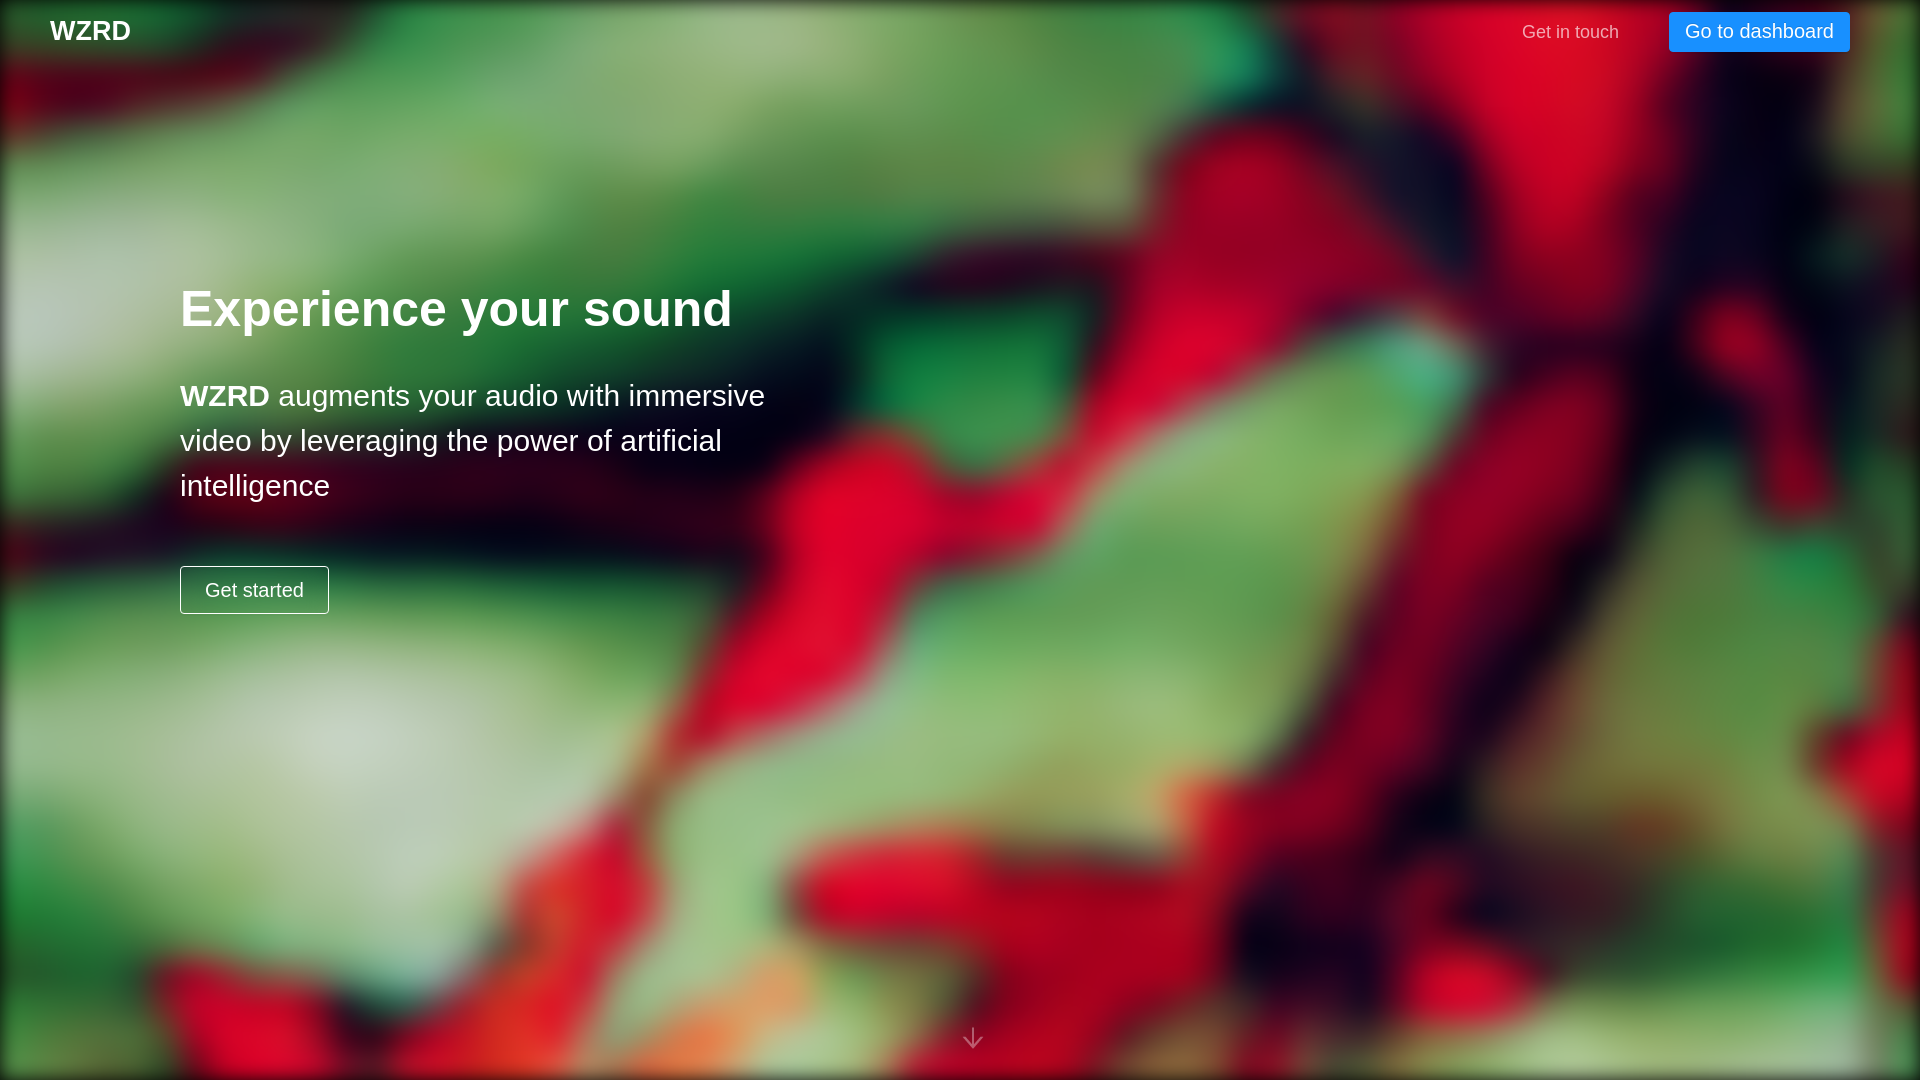 WZRD
Get in touch
Go to dashboard
Experience your sound
WZRD augments your audio with immersive
video by leveraging the power of artificial
intelligence
Get started